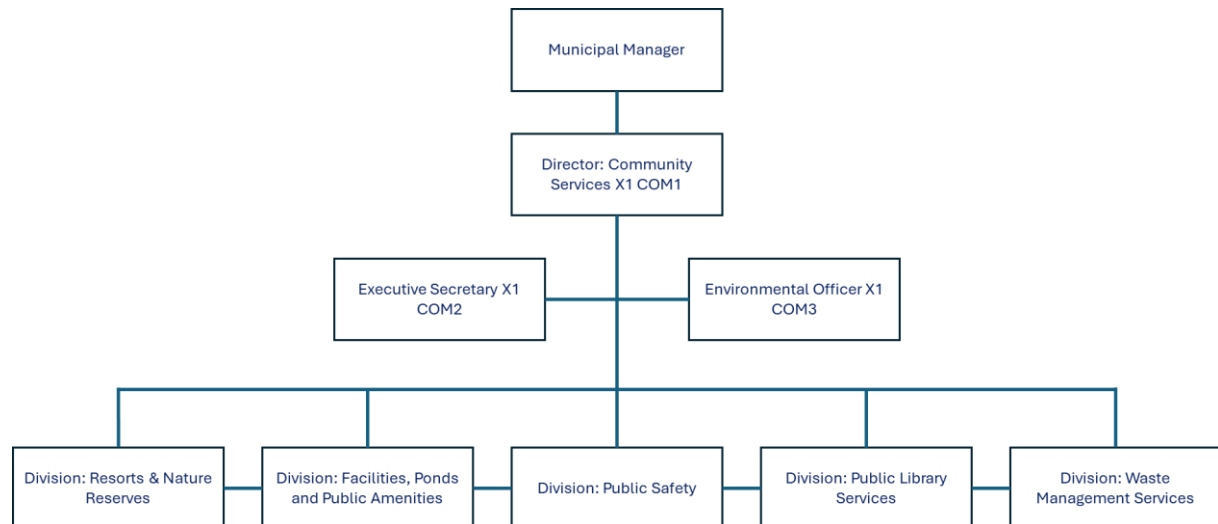 Municipal Manager
Director: Community
Services X1 COM1
Executive Secretary X1
COM2
Environmental Officer X1
COM3
Division: Resorts & Nature
Reserves
Division: Facilities, Ponds
and Public Amenities
Division: Public Safety
Division: Public Library
Services
Division: Waste
Management Services